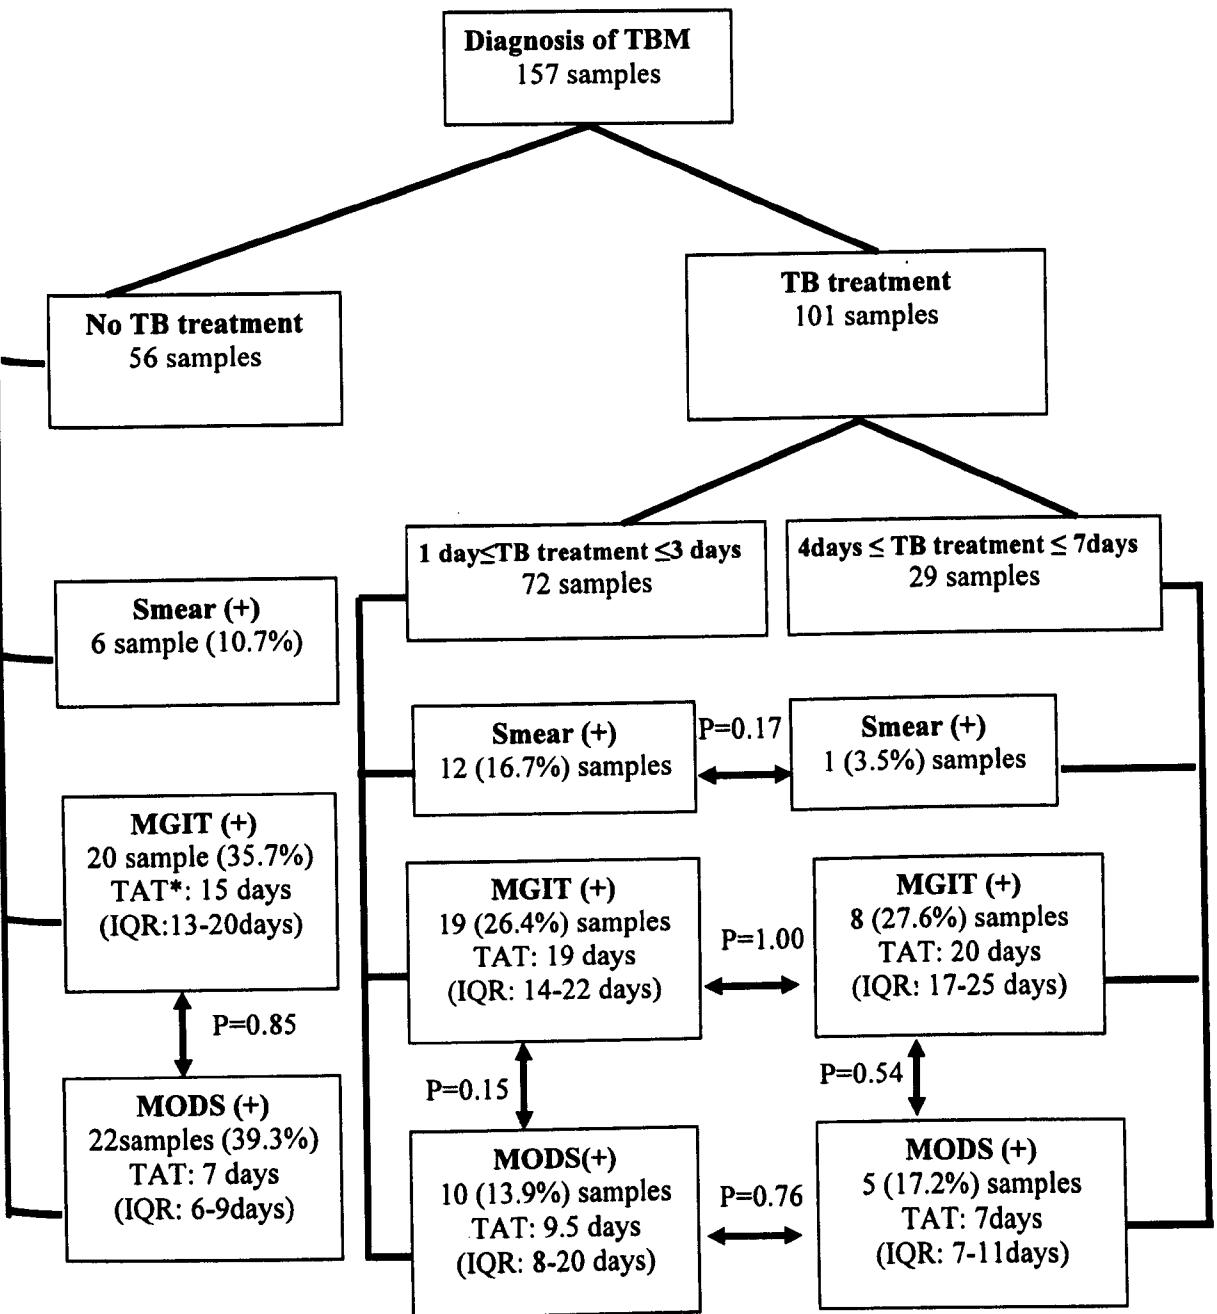 Diagnosis of TBM
157 samples
No TB treatment
56 samples
TB treatment
101 samples
1 day≤TB treatment ≤3 days
72 samples
4days ≤ TB treatment ≤ 7days
29 samples
Smear (+)
6 sample (10.7%)
Smear (+)
12 (16.7%) samples
P=0.17
Smear (+)
1 (3.5%) samples
MGIT (+)
20 sample (35.7%)
TAT*: 15 days
(IQR:13-20days)
MGIT (+)
19 (26.4%) samples
TAT: 19 days
(IQR: 14-22 days)
P=1.00
MGIT (+)
8 (27.6%) samples
TAT: 20 days
(IQR: 17-25 days)
P=0.85
P=0.15
P=0.54
MODS (+)
22samples (39.3%)
TAT: 7 days
(IQR: 6-9days)
MODS(+)
10 (13.9%) samples
TAT: 9.5 days
(IQR: 8-20 days)
P=0.76
MODS (+)
5 (17.2%) samples
TAT: 7days
(IQR: 7-11days)